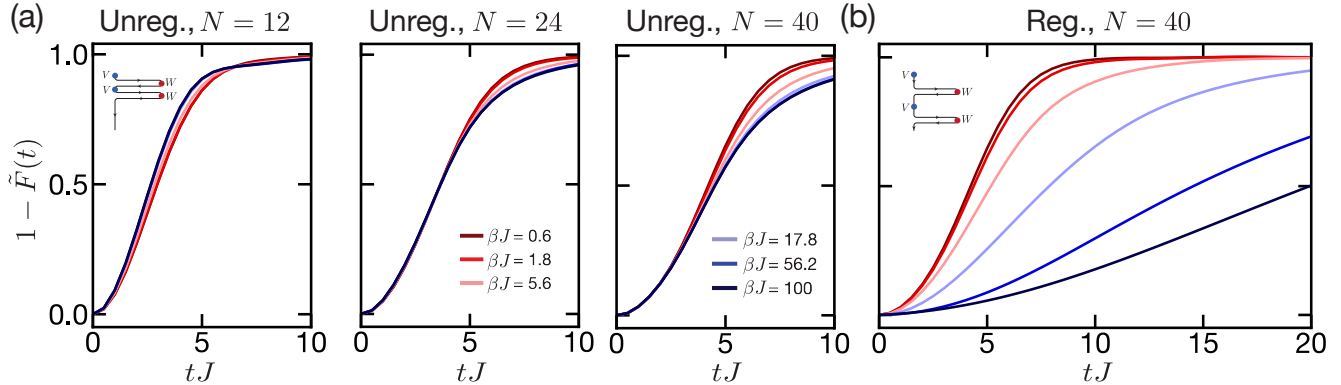 (a) Unreg., N = 12 Unreg., N = 24 Unreg., N = 40 (b) Reg., N = 40
1 − F̃(t)
1.0
0.5
0.0
V
W
V
W
0 5 10
tJ
βJ = 0.6
βJ = 1.8
βJ = 5.6
0 5 10
tJ
βJ = 17.8
βJ = 56.2
βJ = 100
0 5 10
tJ
V
W
V
W
0 5 10 15 20
tJ